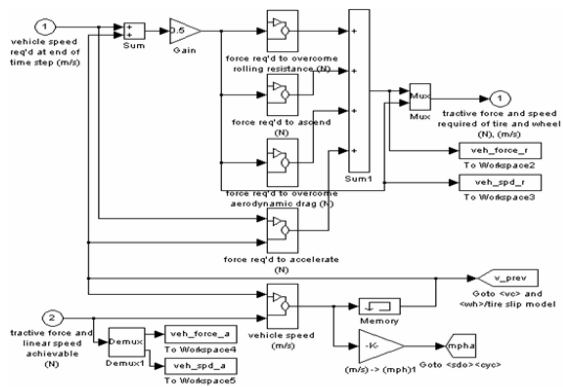 1
vehicle speed
req'd at end of
time step (m/s)
+
+
Sum
0.5
Gain
force req'd to overcome
rolling resistance (N)
force req'd to ascend
(N)
force req'd to overcome
aerodynamic drag (N)
force req'd to accelerate
(N)
+
+
+
+
Sum1
Mux
Mux
1
tractive force and speed
required of tire and wheel
(N), (m/s)
veh_force_r
To Workspace2
veh_spd_r
To Workspace3
v_prev
Goto <vc> and
<wh>/tire slip model
2
tractive force and
linear speed
achievable
(N)
Demux
Demux1
veh_force_a
To Workspace4
veh_spd_a
To Workspace5
vehicle speed
(m/s)
Memory
-K-
(m/s) -> (mph)1
mpha
Goto <sdo> <cyc>